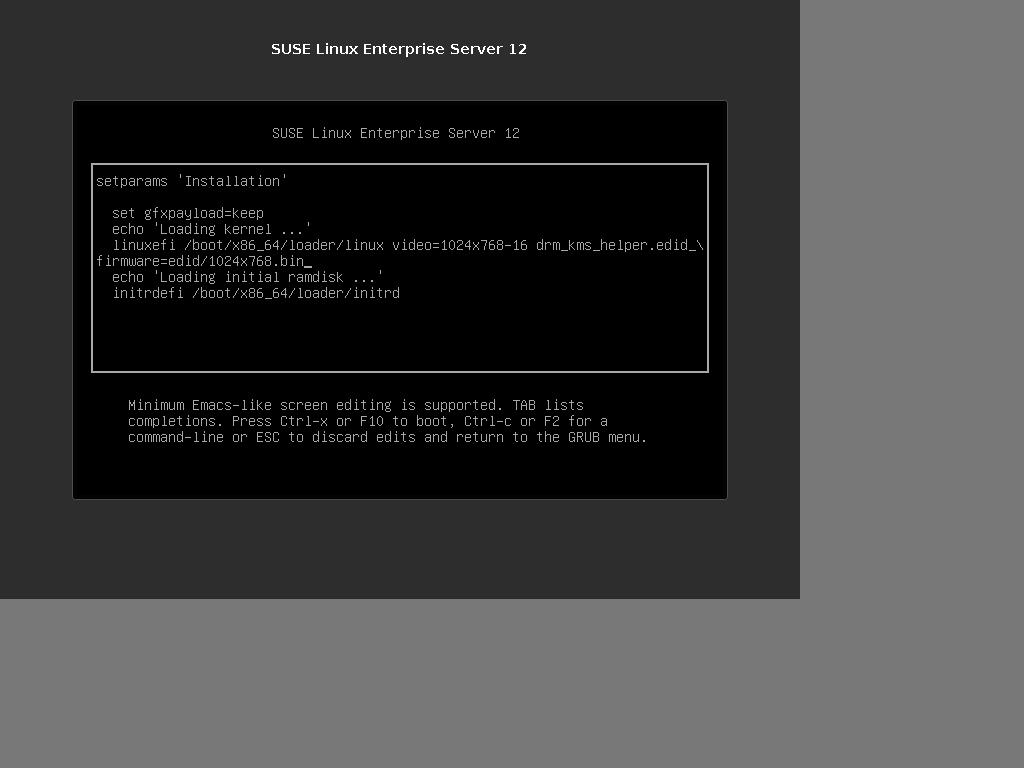 SUSE Linux Enterprise Server 12
SUSE Linux Enterprise Server 12
setparams 'Installation'
set gfxpayload=keep
echo 'Loading kernel ...'
linuxefi /boot/x86_64/loader/linux video=1024x768-16 drm_kms_helper.edid_\
firmware=edid/1024x768.bin_
echo 'Loading initial ramdisk ...'
initrdefi /boot/x86_64/loader/initrd
Minimum Emacs-like screen editing is supported. TAB lists
completions. Press Ctrl-x or F10 to boot, Ctrl-c or F2 for a
command-line or ESC to discard edits and return to the GRUB menu.